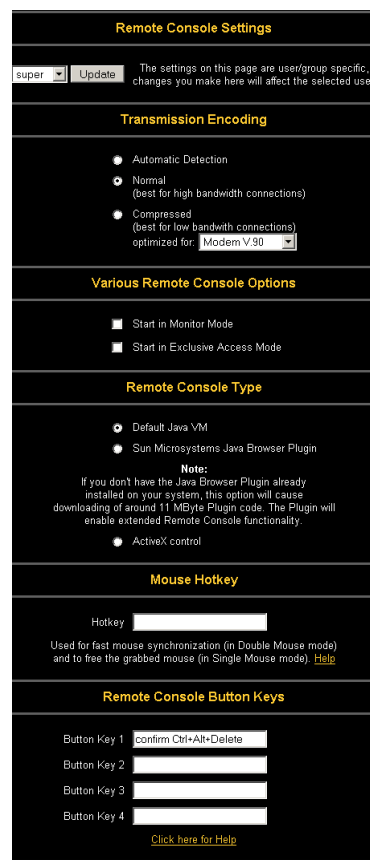 Remote Console Settings
super Update The settings on this page are user/group specific,
changes you make here will affect the selected use
Transmission Encoding
Automatic Detection
Normal
(best for high bandwidth connections)
Compressed
(best for low bandwith connections)
optimized for: Modem V.90
Various Remote Console Options
Start in Monitor Mode
Start in Exclusive Access Mode
Remote Console Type
Default Java VM
Sun Microsystems Java Browser Plugin
Note:
If you don't have the Java Browser Plugin already
installed on your system, this option will cause
downloading of around 11 MByte Plugin code. The Plugin will
enable extended Remote Console functionality.
ActiveX control
Mouse Hotkey
Hotkey
Used for fast mouse synchronization (in Double Mouse mode)
and to free the grabbed mouse (in Single Mouse mode). Help
Remote Console Button Keys
Button Key 1 confirm Ctrl+Alt+Delete
Button Key 2
Button Key 3
Button Key 4
Click here for Help